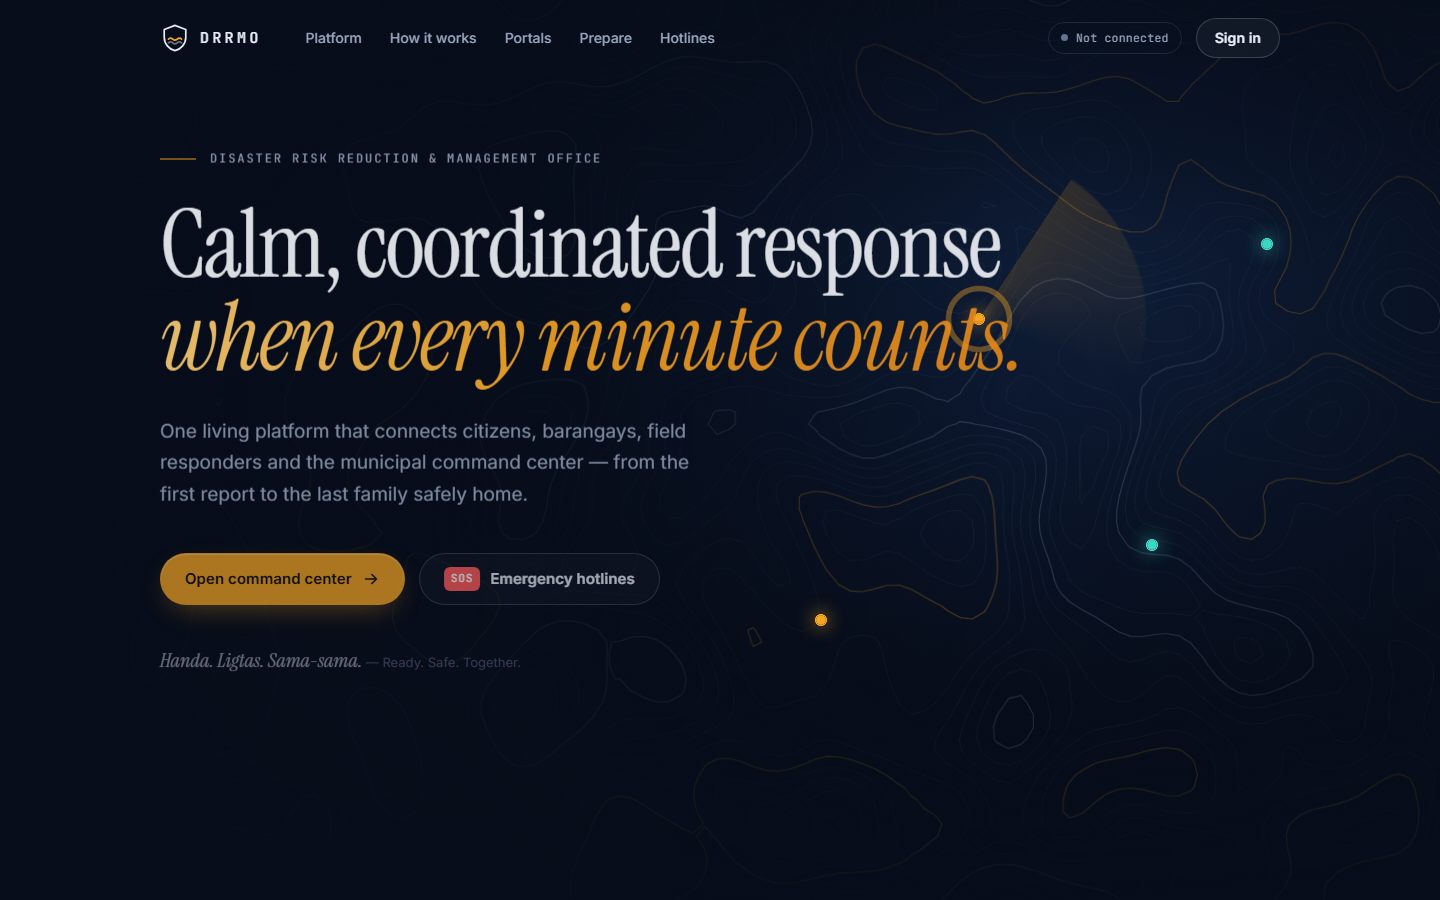 DRRMO
Platform
How it works
Portals
Prepare
Hotlines
Not connected
Sign in
DISASTER RISK REDUCTION & MANAGEMENT OFFICE
Calm, coordinated response
when every minute counts.
One living platform that connects citizens, barangays, field
responders and the municipal command center — from the
first report to the last family safely home.
Open command center →
SOS Emergency hotlines
Handa. Ligtas. Sama-sama. — Ready. Safe. Together.